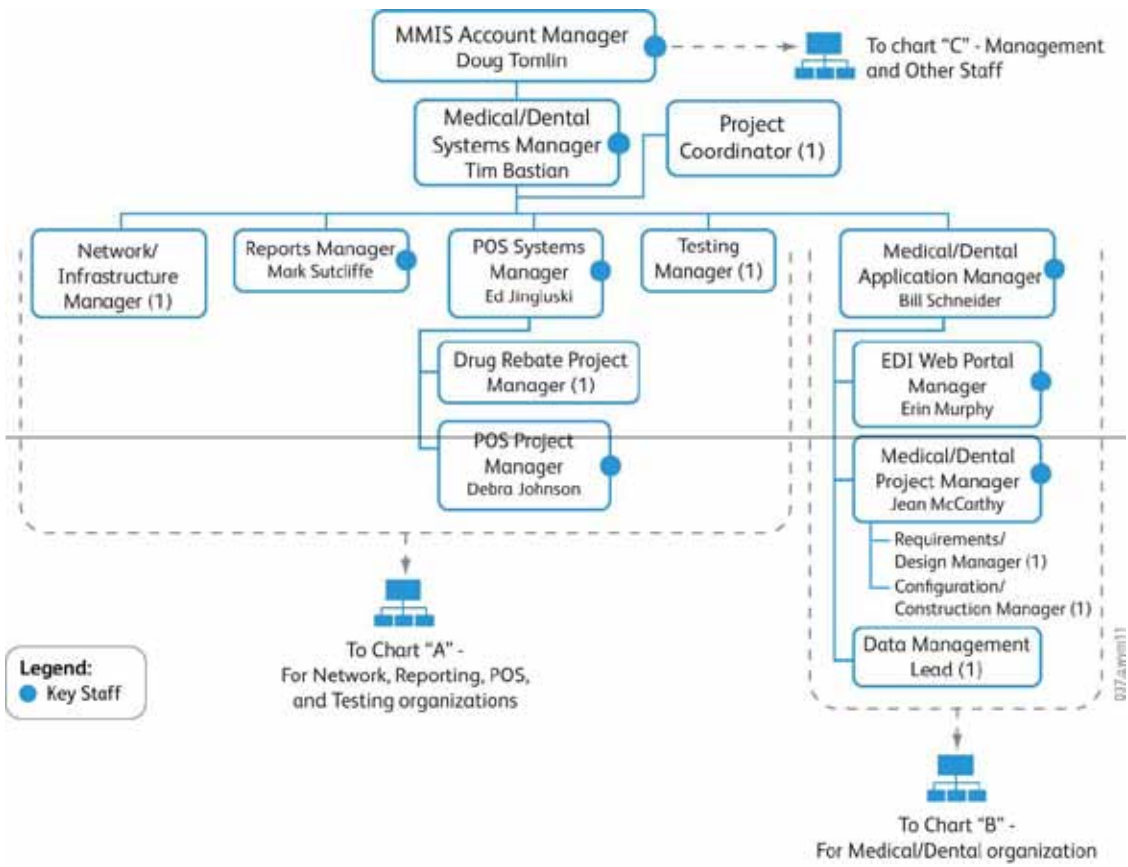 MMIS Account Manager
Doug Tomlin
To chart "C" - Management
and Other Staff
Medical/Dental
Systems Manager
Tim Bastian
Project
Coordinator (1)
Network/
Infrastructure
Manager (1)
Reports Manager
Mark Sutcliffe
POS Systems
Manager
Ed Jingluski
Testing
Manager (1)
Medical/Dental
Application Manager
Bill Schneider
Drug Rebate Project
Manager (1)
POS Project
Manager
Debra Johnson
EDI Web Portal
Manager
Erin Murphy
Medical/Dental
Project Manager
Jean McCarthy
Requirements/
Design Manager (1)
Configuration/
Construction Manager (1)
Data Management
Lead (1)
To Chart "A" -
For Network, Reporting, POS,
and Testing organizations
Legend:
Key Staff
To Chart "B" -
For Medical/Dental organization